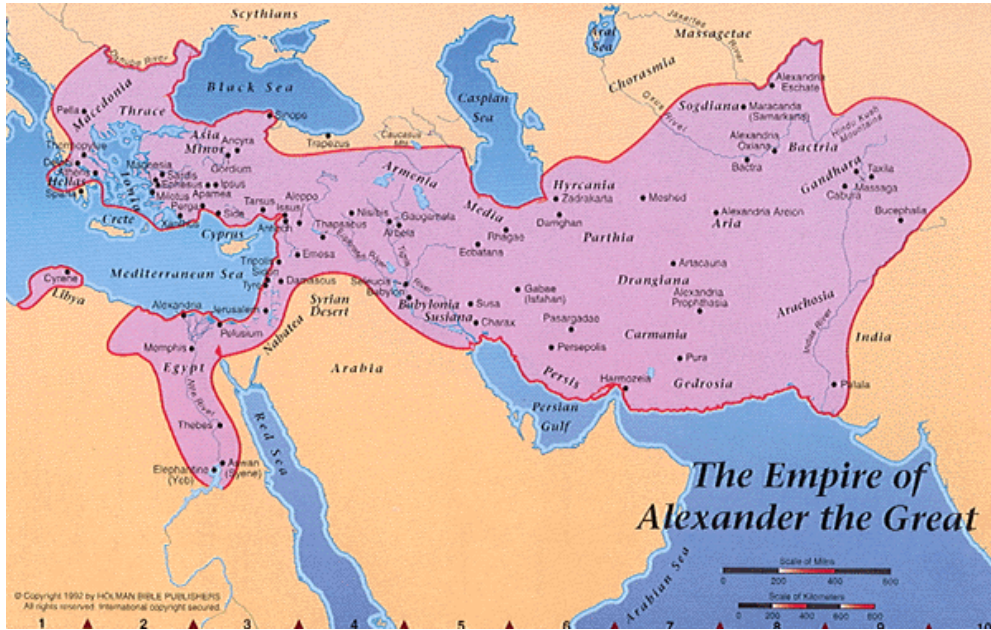 Scythians
Aral
Sea
Jaxartes
River
Massagetae
Danube River
Macedonia
Black Sea
Caspian
Sea
Chorasmia
Oxus River
Alexandria
Eschate
Pella
Thrace
Sinope
Trapezus
Caucasus
Mts.
Sogdiana
Maracanda
(Samarkand)
Hindu Kush
Mountains
Asia
Minor
Ancyra
Gordium
Alexandria
Oxiana
Bactria
Bactra
Thermopylae
Delphi
Athens
Hellas
Sparta
Ionia
Magnesia
Sardis
Ephesus
Ipsus
Miletus
Apamea
Perga
Xanthus
Side
Tarsus
Issus
Aleppo
Antioch
Thapsacus
Nisibis
Armenia
Gaugamela
Arbela
Media
Hyrcania
Zadrakarta
Damghan
Meshed
Alexandria Areion
Aria
Gandhara
Taxila
Massaga
Cabura
Bucephalia
Crete
Cyprus
Rhagae
Ecbatana
Parthia
Tripolis
Sidon
Tyre
Emesa
Damascus
Euphrates River
Tigris
River
Mediterranean Sea
Cyrene
Libya
Artacauna
Drangiana
Alexandria
Prophthasia
Arachosia
Indus River
India
Alexandria
Jerusalem
Pelusium
Nabatea
Syrian
Desert
Seleucia
Babylon
Babylonia
Susiana
Susa
Charax
Gabae
(Isfahan)
Pasargadae
Persepolis
Carmania
Pura
Memphis
Egypt
Nile River
Arabia
Persis
Harmozeia
Gedrosia
Patala
Persian
Gulf
Thebes
Red Sea
Elephantine
(Yeb)
Aswan
(Syene)
The Empire of
Alexander the Great
Arabian Sea
Scale of Miles
0 200 400 600
Scale of Kilometers
0 200 400 600 800
© Copyright 1992 by HOLMAN BIBLE PUBLISHERS
All rights reserved. International copyright secured.
1 2 3 4 5 6 7 8 9 10